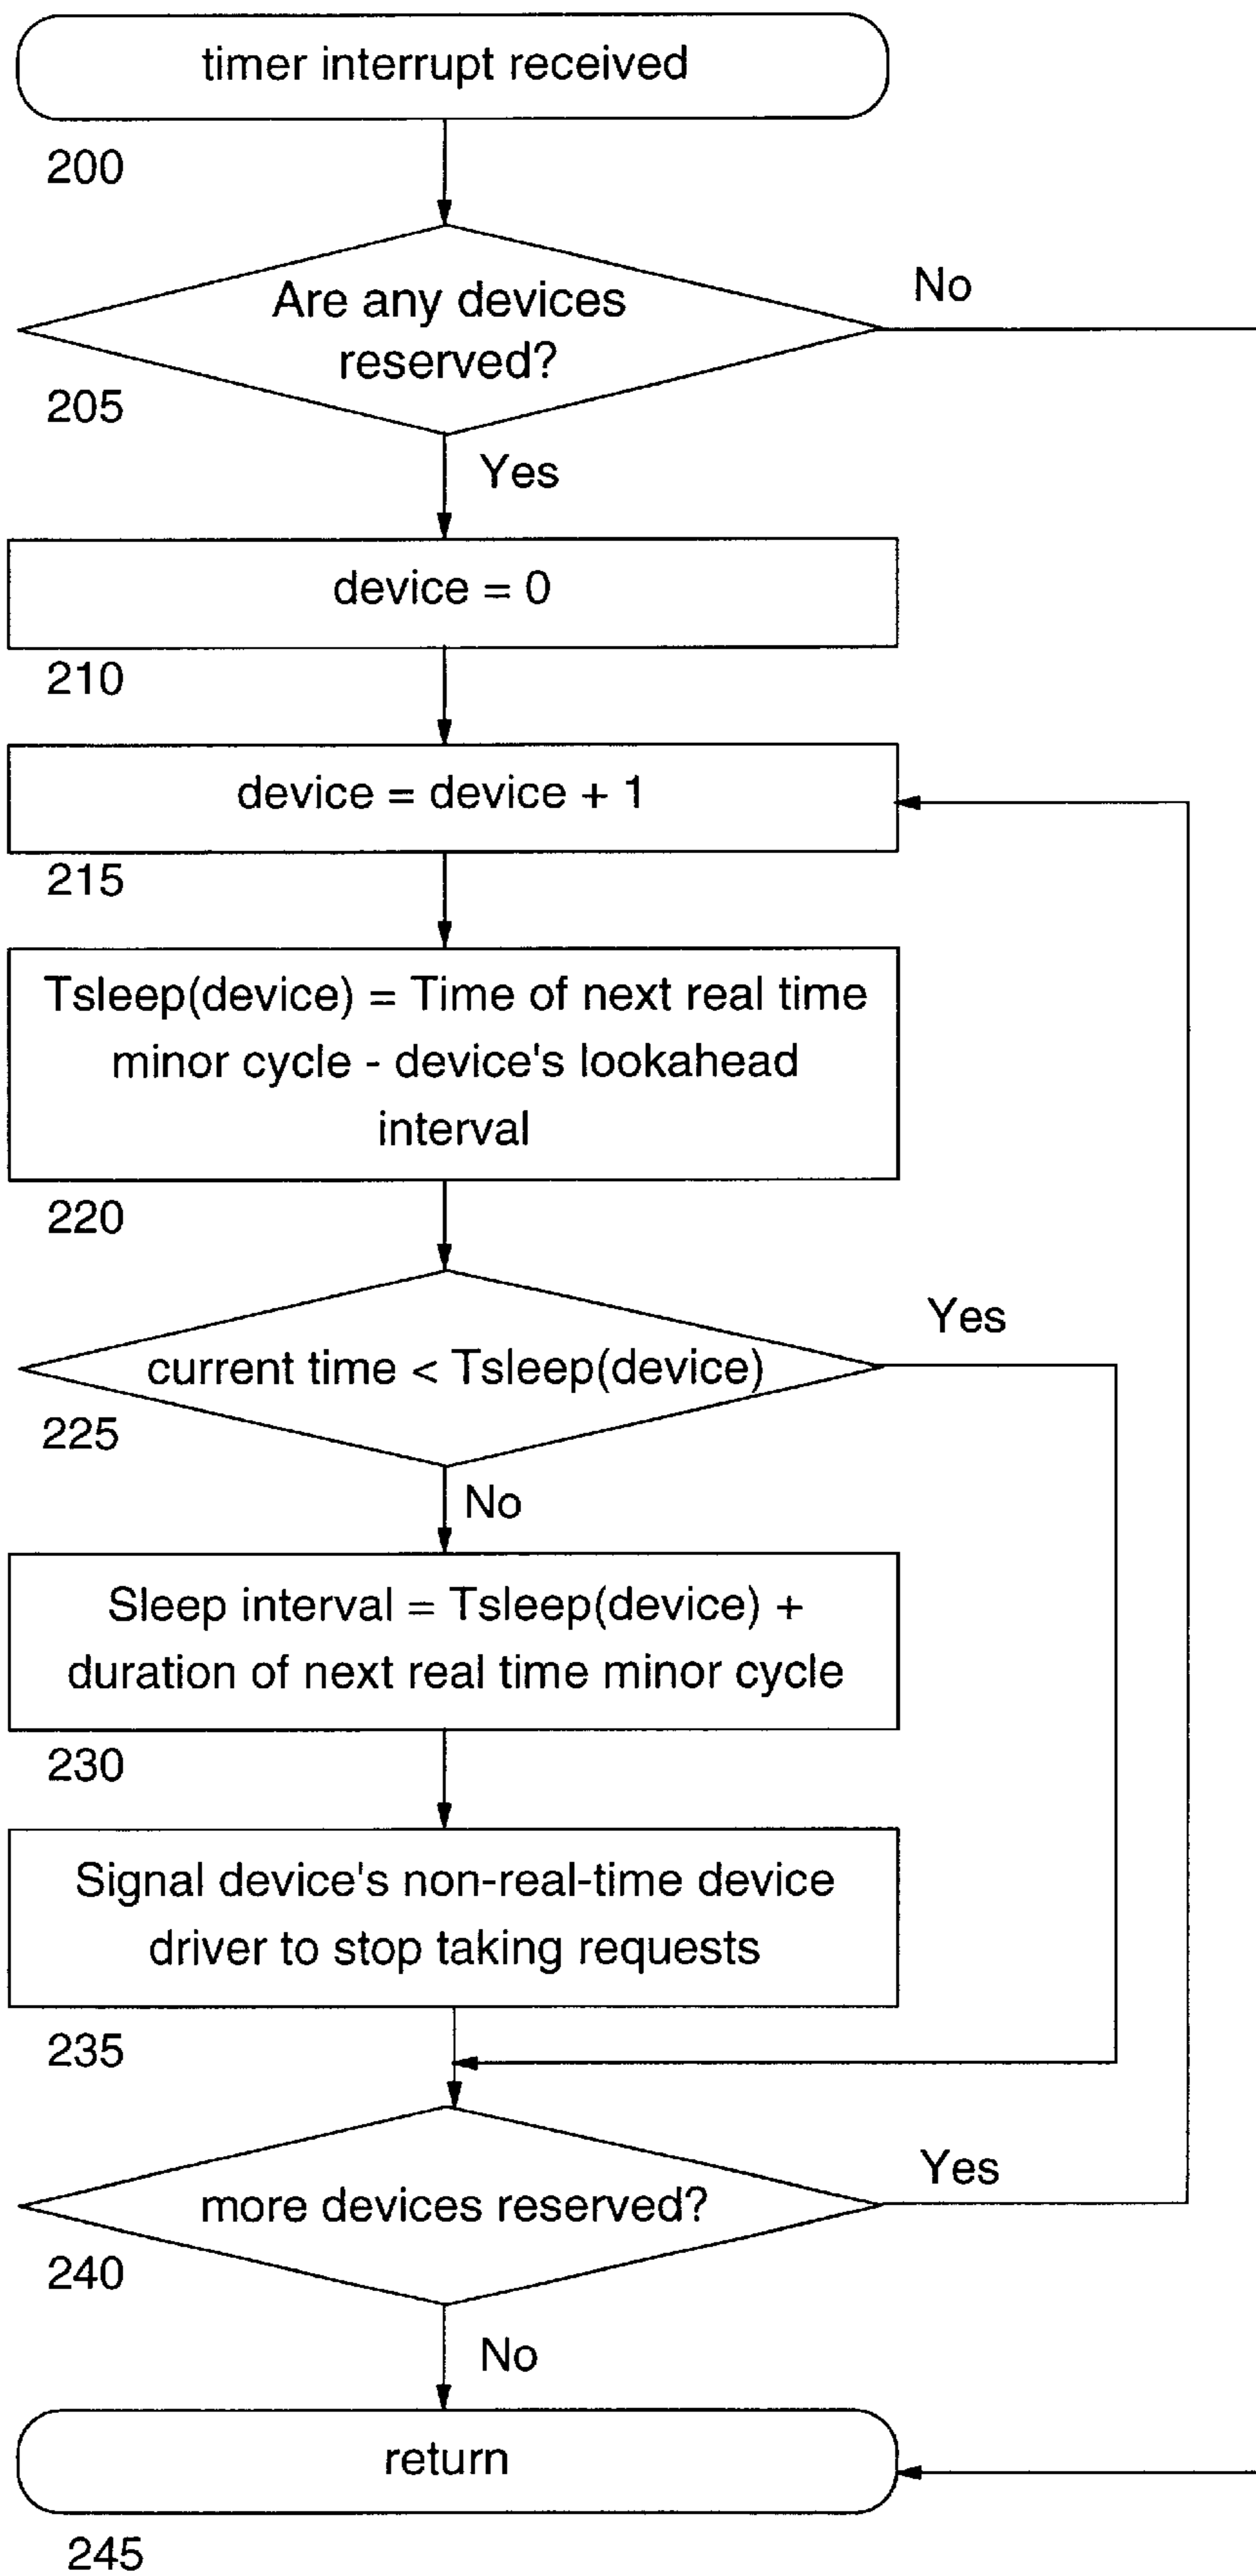 timer interrupt received
200
Are any devices
reserved?
No
205
Yes
device = 0
210
device = device + 1
215
Tsleep(device) = Time of next real time
minor cycle - device's lookahead
interval
220
Yes
current time < Tsleep(device)
225
No
Sleep interval = Tsleep(device) +
duration of next real time minor cycle
230
Signal device's non-real-time device
driver to stop taking requests
235
Yes
more devices reserved?
240
No
return
245